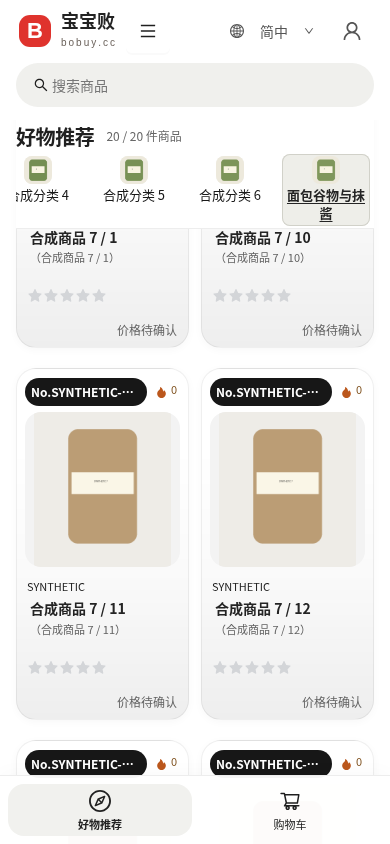 B 宝宝败
bobuy.cc
简中
搜索商品
好物推荐 20 / 20 件商品
合成分类 4 合成分类 5 合成分类 6 面包谷物与抹
酱
合成商品 7 / 1 合成商品 7 / 10
（合成商品 7 / 1） （合成商品 7 / 10）
价格待确认 价格待确认
No.SYNTHETIC-··· 0 No.SYNTHETIC-··· 0
SYNTHETIC SYNTHETIC
合成商品 7 / 11 合成商品 7 / 12
（合成商品 7 / 11） （合成商品 7 / 12）
价格待确认 价格待确认
No.SYNTHETIC-··· 0 No.SYNTHETIC-··· 0
好物推荐 购物车